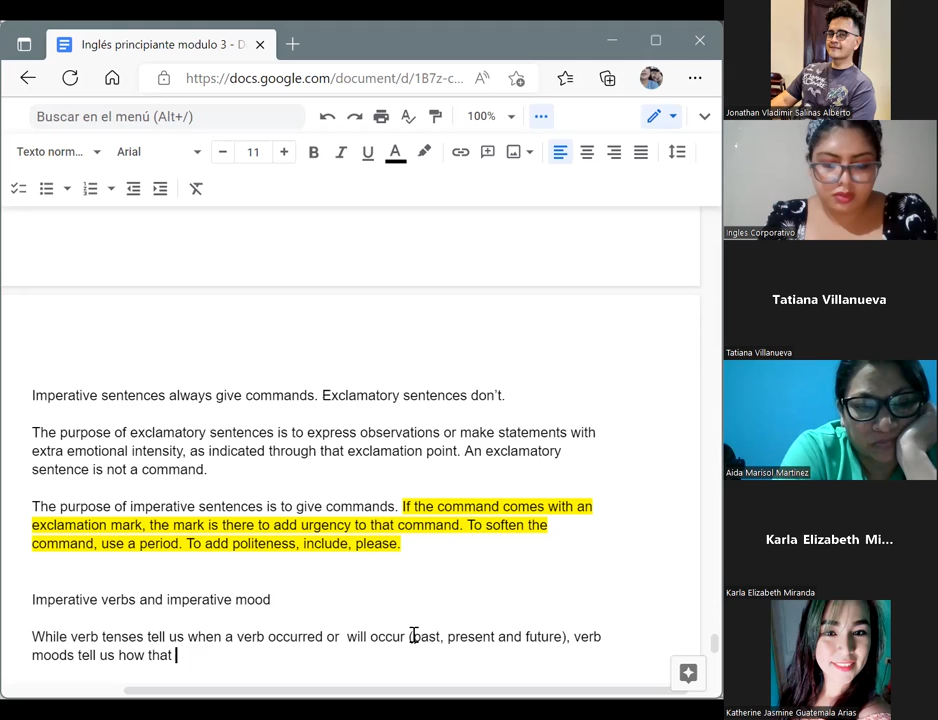 Inglés principiante modulo 3 - D
https://docs.google.com/document/d/1B7z-c...
Buscar en el menú (Alt+/)
100%
Texto norm...
Arial
11
Imperative sentences always give commands. Exclamatory sentences don't.
The purpose of exclamatory sentences is to express observations or make statements with
extra emotional intensity, as indicated through that exclamation point. An exclamatory
sentence is not a command.
The purpose of imperative sentences is to give commands. If the command comes with an
exclamation mark, the mark is there to add urgency to that command. To soften the
command, use a period. To add politeness, include, please.
Imperative verbs and imperative mood
While verb tenses tell us when a verb occurred or will occur (past, present and future), verb
moods tell us how that
Jonathan Vladimir Salinas Alberto
Ingles Corporativo
Tatiana Villanueva
Tatiana Villanueva
Aida Marisol Martinez
Karla Elizabeth Mi...
Karla Elizabeth Miranda
Katherine Jasmine Guatemala Arias